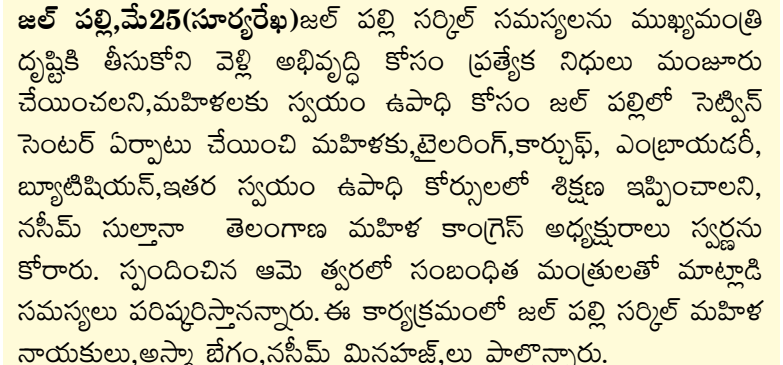 జల్ పల్లి,మే25(సూర్యరేఖ)జల్ పల్లి సర్కిల్ సమస్యలను ముఖ్యమంత్రి
దృష్టికి తీసుకోని వెళ్లి అభివృద్ధి కోసం ప్రత్యేక నిధులు మంజూరు
చేయించలని,మహిళలకు స్వయం ఉపాధి కోసం జల్ పల్లిలో సెట్విన్
సెంటర్ ఏర్పాటు చేయించి మహిళకు,టైలరింగ్,కార్చుఫ్, ఎంబ్రాయడరీ,
బ్యూటిషియన్,ఇతర స్వయం ఉపాధి కోర్సులలో శిక్షణ ఇప్పించాలని,
నసీమ్ సుల్తానా తెలంగాణ మహిళ కాంగ్రెస్ అధ్యక్షురాలు స్వర్ణను
కోరారు. స్పందించిన ఆమె త్వరలో సంబంధిత మంత్రులతో మాట్లాడి
సమస్యలు పరిష్కరిస్తానన్నారు.ఈ కార్యక్రమంలో జల్ పల్లి సర్కిల్ మహిళ
నాయకులు,అస్మా బేగం,నసీమ్ మినహజ్,లు పాలొన్నారు.